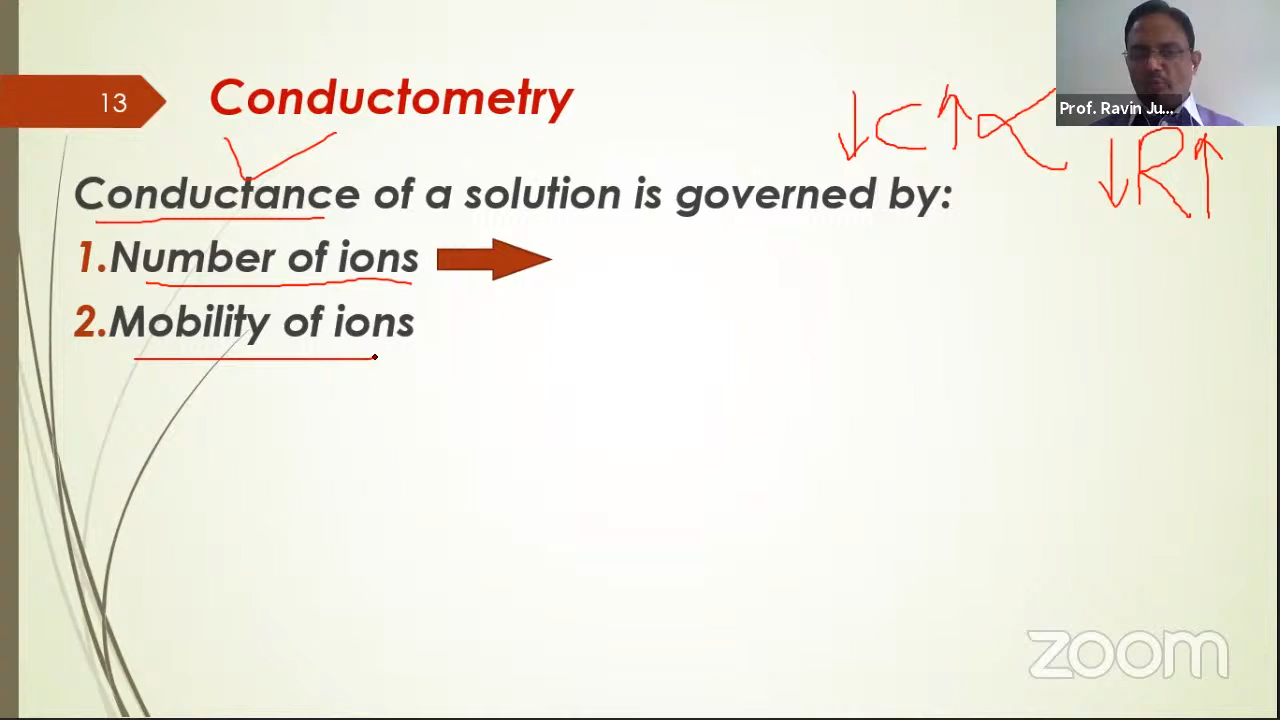 13
Conductometry
Prof. Ravin Ju...
↓C↑ ∝
↓R↑
Conductance of a solution is governed by:
1.Number of ions
2.Mobility of ions
zoom